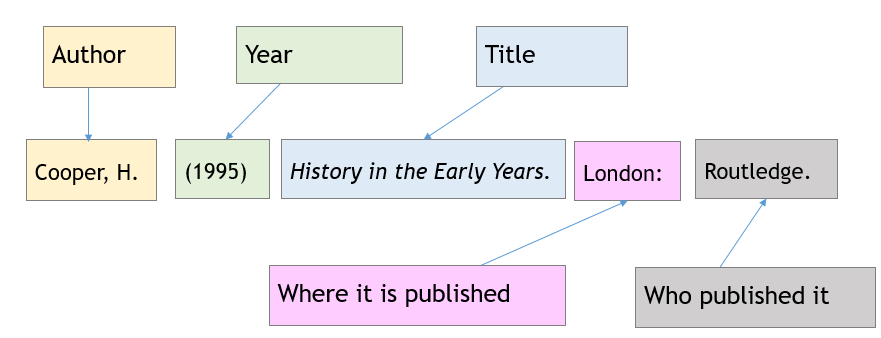 Author
Year
Title
Cooper, H. (1995) History in the Early Years. London: Routledge.
Where it is published
Who published it